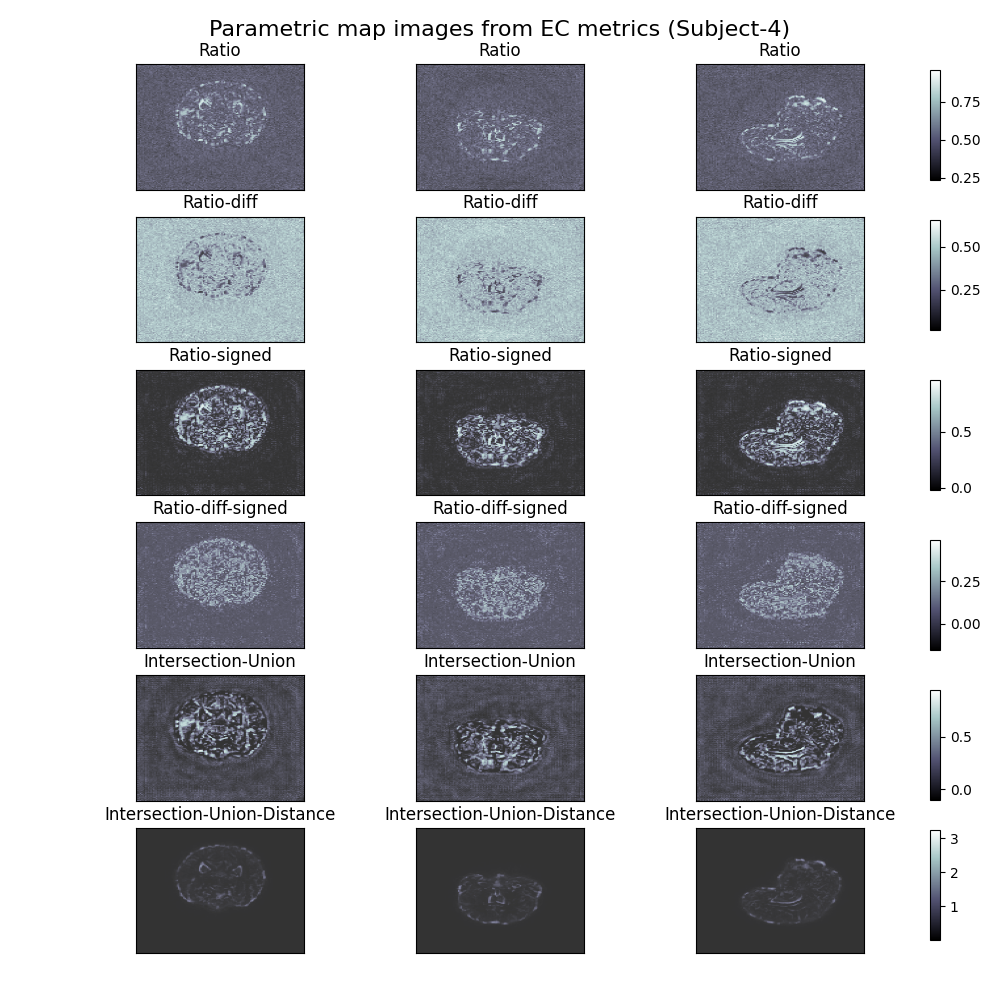 Parametric map images from EC metrics (Subject-4)
Ratio Ratio Ratio
0.75
0.50
0.25
Ratio-diff Ratio-diff Ratio-diff
0.50
0.25
Ratio-signed Ratio-signed Ratio-signed
0.5
0.0
Ratio-diff-signed Ratio-diff-signed Ratio-diff-signed
0.25
0.00
Intersection-Union Intersection-Union Intersection-Union
0.5
0.0
Intersection-Union-Distance Intersection-Union-Distance Intersection-Union-Distance
3
2
1